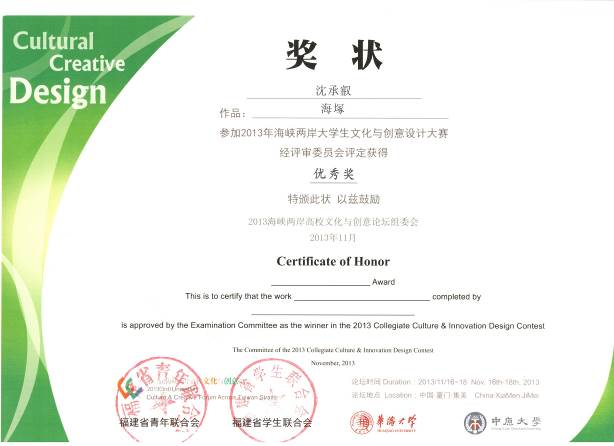 Cultural
Creative
Design
奖 状
沈承叡
作品: 海塚
参加2013年海峡两岸大学生文化与创意设计大赛
经评审委员会评定获得
优秀奖
特颁此状 以兹鼓励
2013海峡两岸高校文化与创意论坛组委会
2013年11月
Certificate of Honor
Award
This is to certify that the work completed by
is approved by the Examination Committee as the winner in the 2013 Collegiate Culture & Innovation Design Contest
The Committee of the 2013 Collegiate Culture & Innovation Design Contest
November, 2013
论坛时间 Duration : 2013/11/16-18 Nov. 16th-18th, 2013
论坛地点 Location : 中国 厦门 集美 China XiaMen JiMei
Culture & Creative Forum Across Taiwan Straits
福建省青年联合会
福建省学生联合会
華僑大學
HUAQIAO UNIVERSITY
中原大學